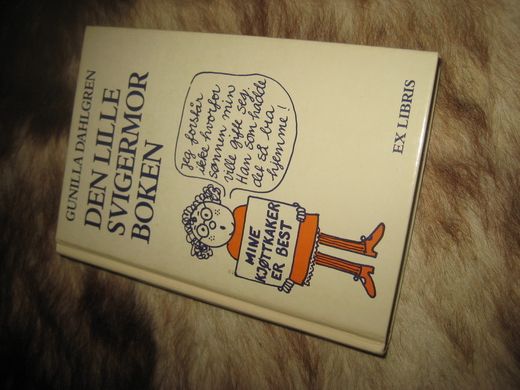 GUNILLA DAHLGREN
DEN LILLE
SVIGERMOR
BOKEN
Jeg forstår
ikke hvorfor
sønnen min
ville gifte seg.
Han som hadde
det så bra
hjemme!
MINE
KJØTTKAKER
ER BEST
EX LIBRIS